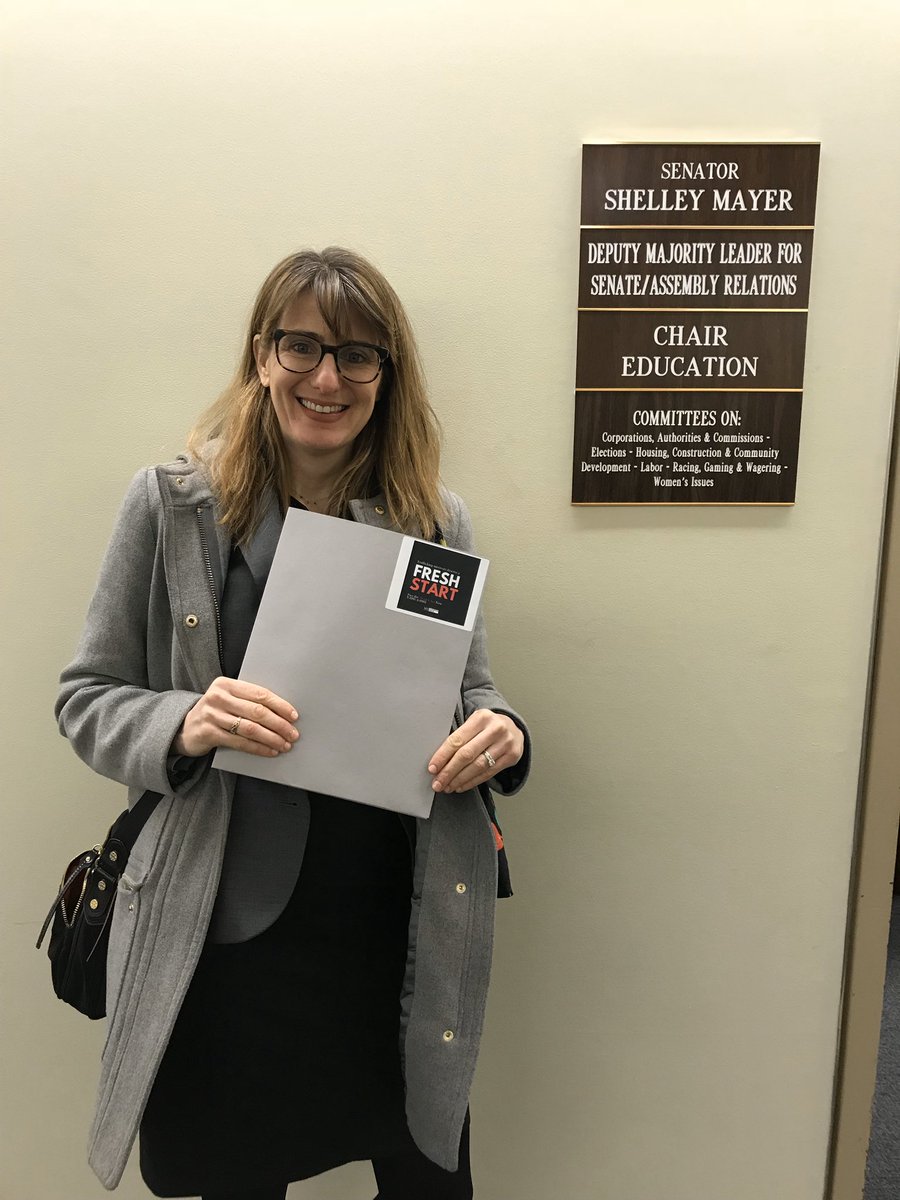 SENATOR
SHELLEY MAYER
DEPUTY MAJORITY LEADER FOR
SENATE/ASSEMBLY RELATIONS
CHAIR
EDUCATION
COMMITTEES ON:
Corporations, Authorities & Commissions -
Elections - Housing, Construction & Community
Development - Labor - Racing, Gaming & Wagering -
Women's Issues
FRESH
START